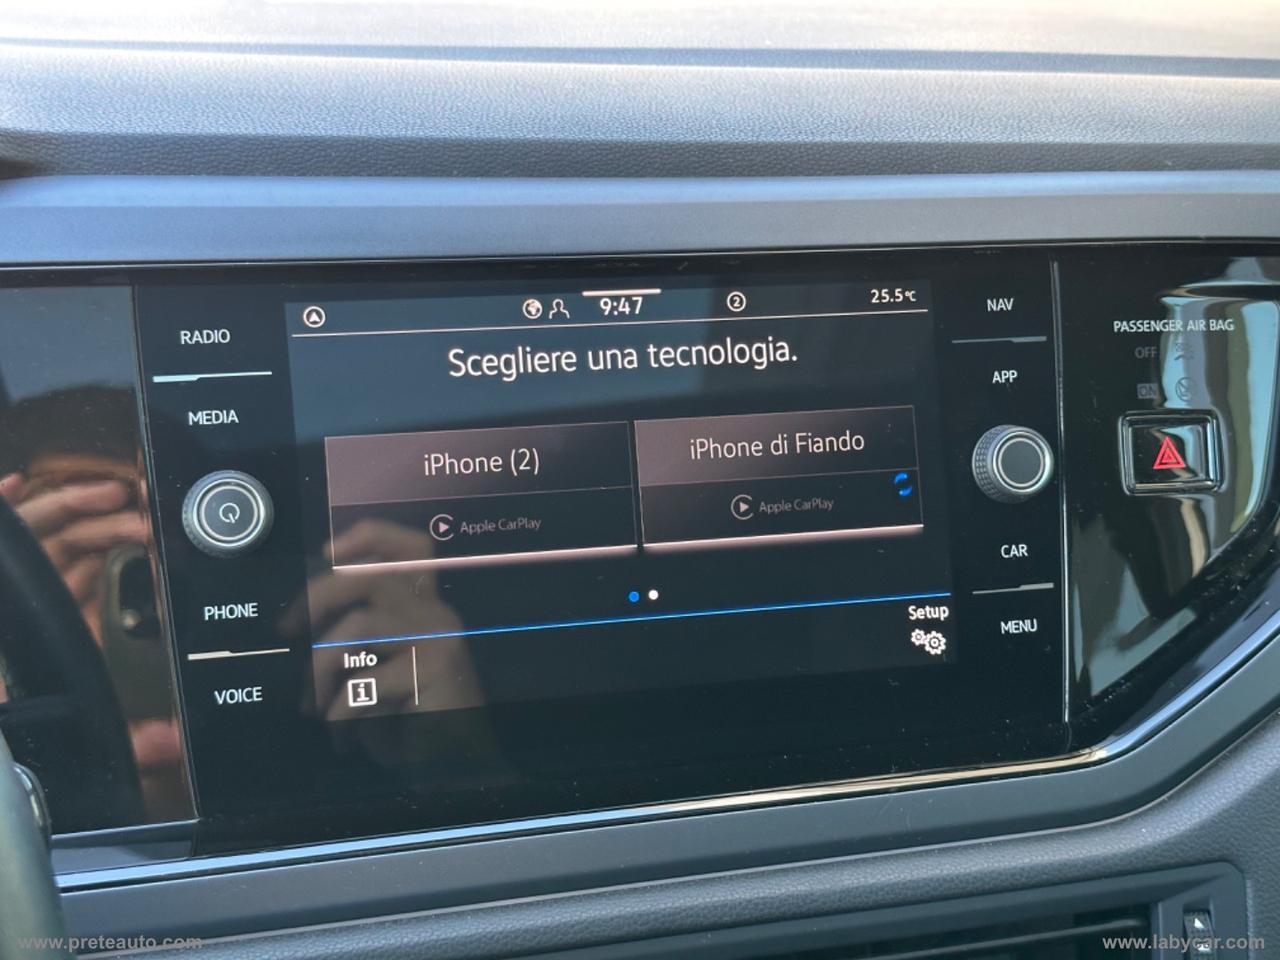 RADIO
MEDIA
PHONE
VOICE
9:47
2
25.5°C
Scegliere una tecnologia.
iPhone (2)
Apple CarPlay
iPhone di Fiando
Apple CarPlay
Info
i
Setup
NAV
APP
CAR
MENU
PASSENGER AIR BAG
OFF
ON
www.preteauto.com
www.labycar.com